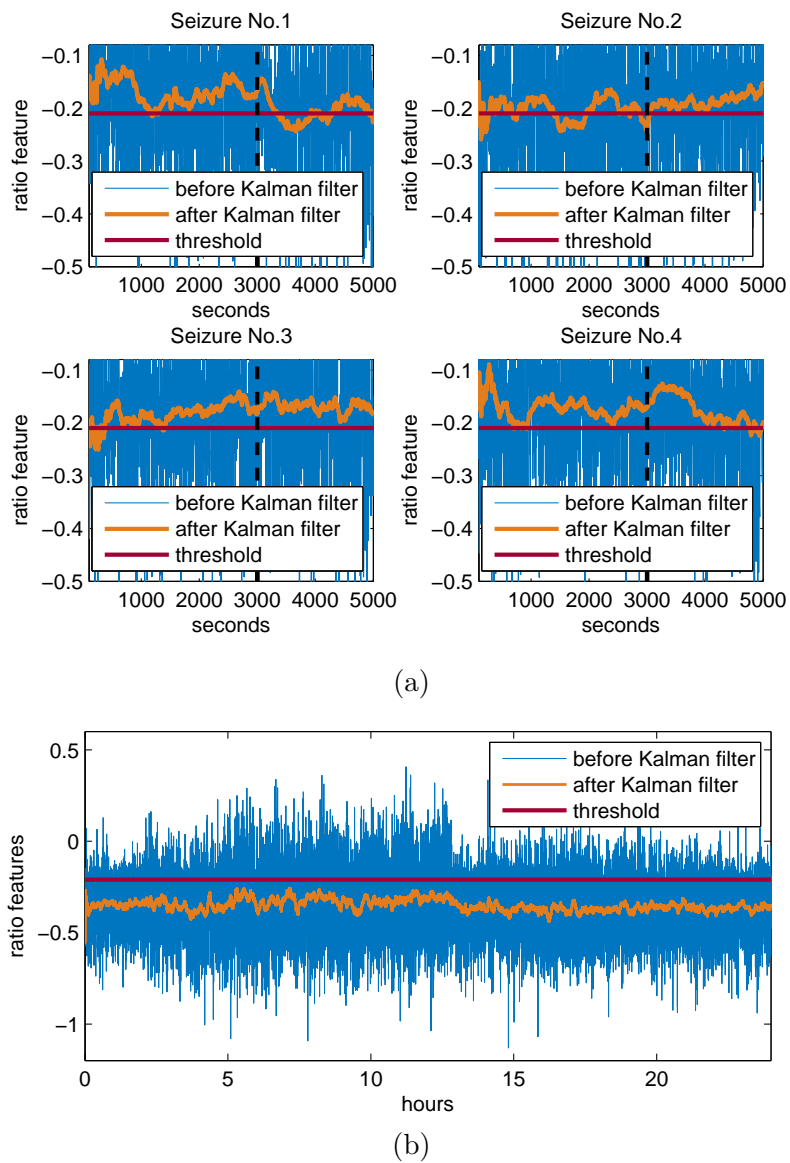 Seizure No.1
−0.1
−0.2
−0.3
−0.4
−0.5
ratio feature
before Kalman filter
after Kalman filter
threshold
1000 2000 3000 4000 5000
seconds
Seizure No.2
−0.1
−0.2
−0.3
−0.4
−0.5
ratio feature
before Kalman filter
after Kalman filter
threshold
1000 2000 3000 4000 5000
seconds
Seizure No.3
−0.1
−0.2
−0.3
−0.4
−0.5
ratio feature
before Kalman filter
after Kalman filter
threshold
1000 2000 3000 4000 5000
seconds
Seizure No.4
−0.1
−0.2
−0.3
−0.4
−0.5
ratio feature
before Kalman filter
after Kalman filter
threshold
1000 2000 3000 4000 5000
seconds
(a)
0.5
0
−0.5
−1
ratio features
before Kalman filter
after Kalman filter
threshold
0 5 10 15 20
hours
(b)